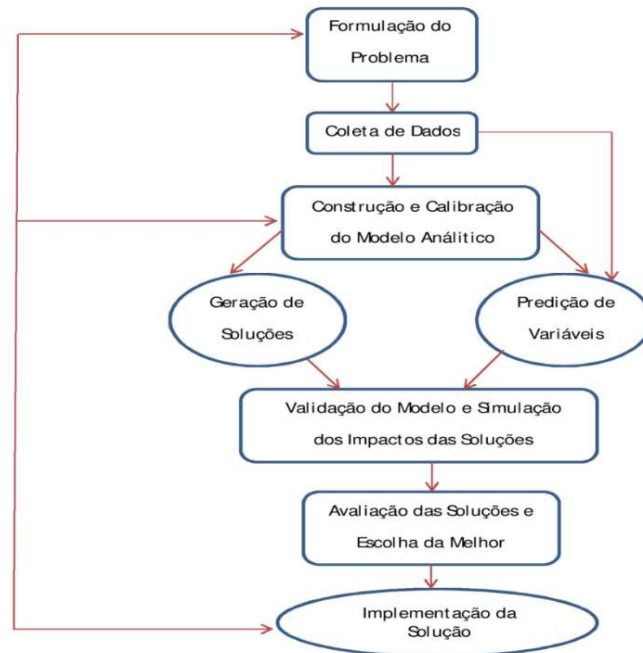 Formulação do
Problema
Coleta de Dados
Construção e Calibração
do Modelo Análitico
Geração de
Soluções
Predição de
Variáveis
Validação do Modelo e Simulação
dos Impactos das Soluções
Avaliação das Soluções e
Escolha da Melhor
Implementação da
Solução